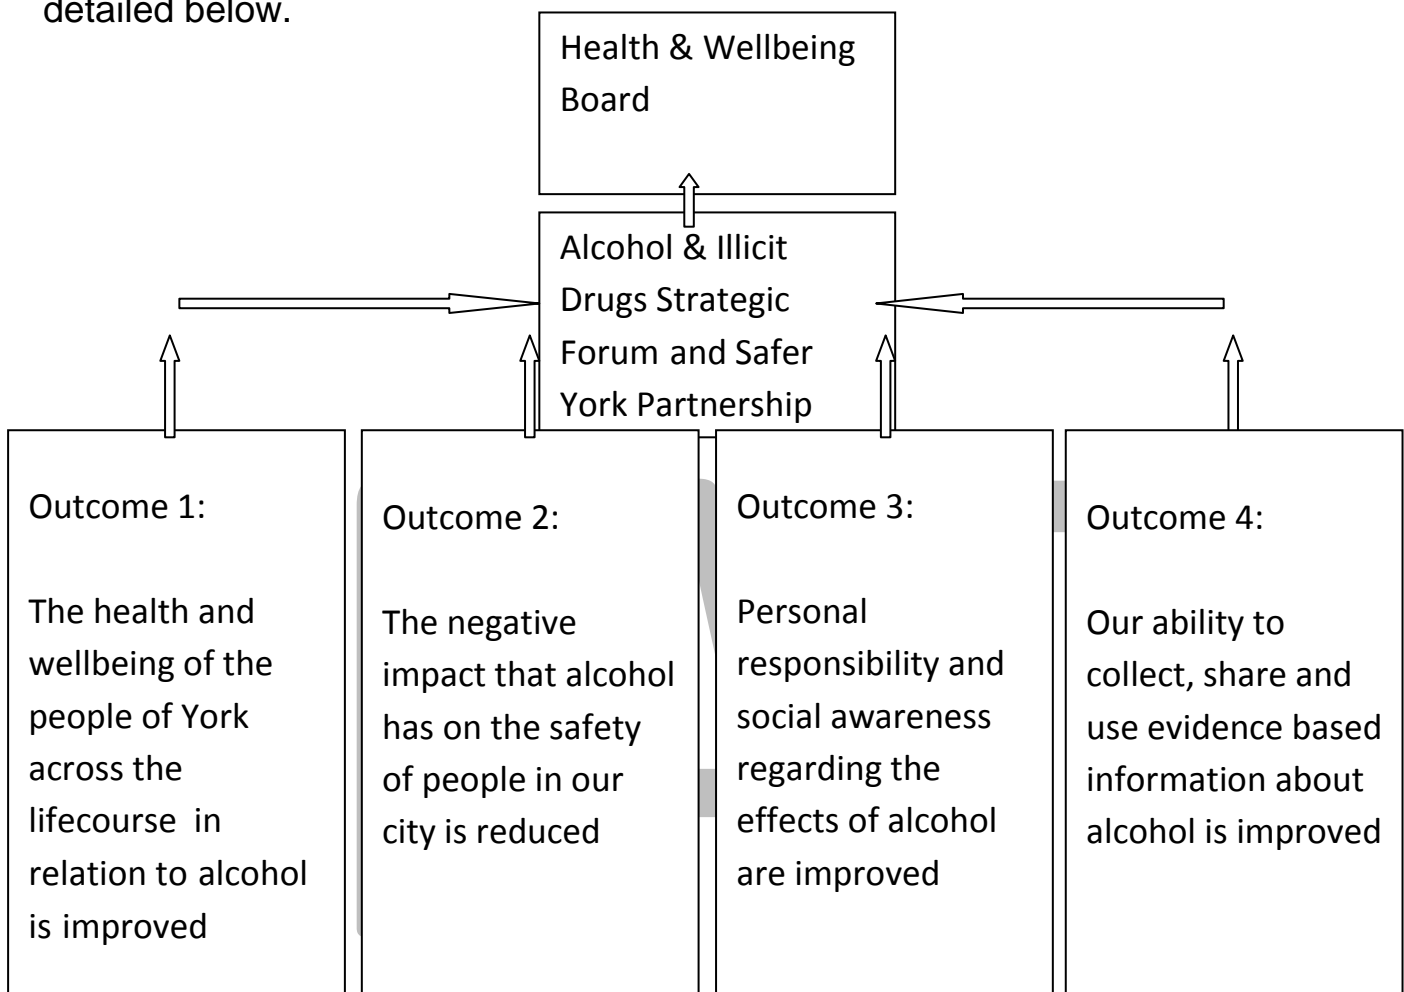 detailed below.
Health & Wellbeing
Board
Alcohol & Illicit
Drugs Strategic
Forum and Safer
York Partnership
Outcome 1:
The health and
wellbeing of the
people of York
across the
lifecourse in
relation to alcohol
is improved
Outcome 2:
The negative
impact that alcohol
has on the safety
of people in our
city is reduced
Outcome 3:
Personal
responsibility and
social awareness
regarding the
effects of alcohol
are improved
Outcome 4:
Our ability to
collect, share and
use evidence based
information about
alcohol is improved